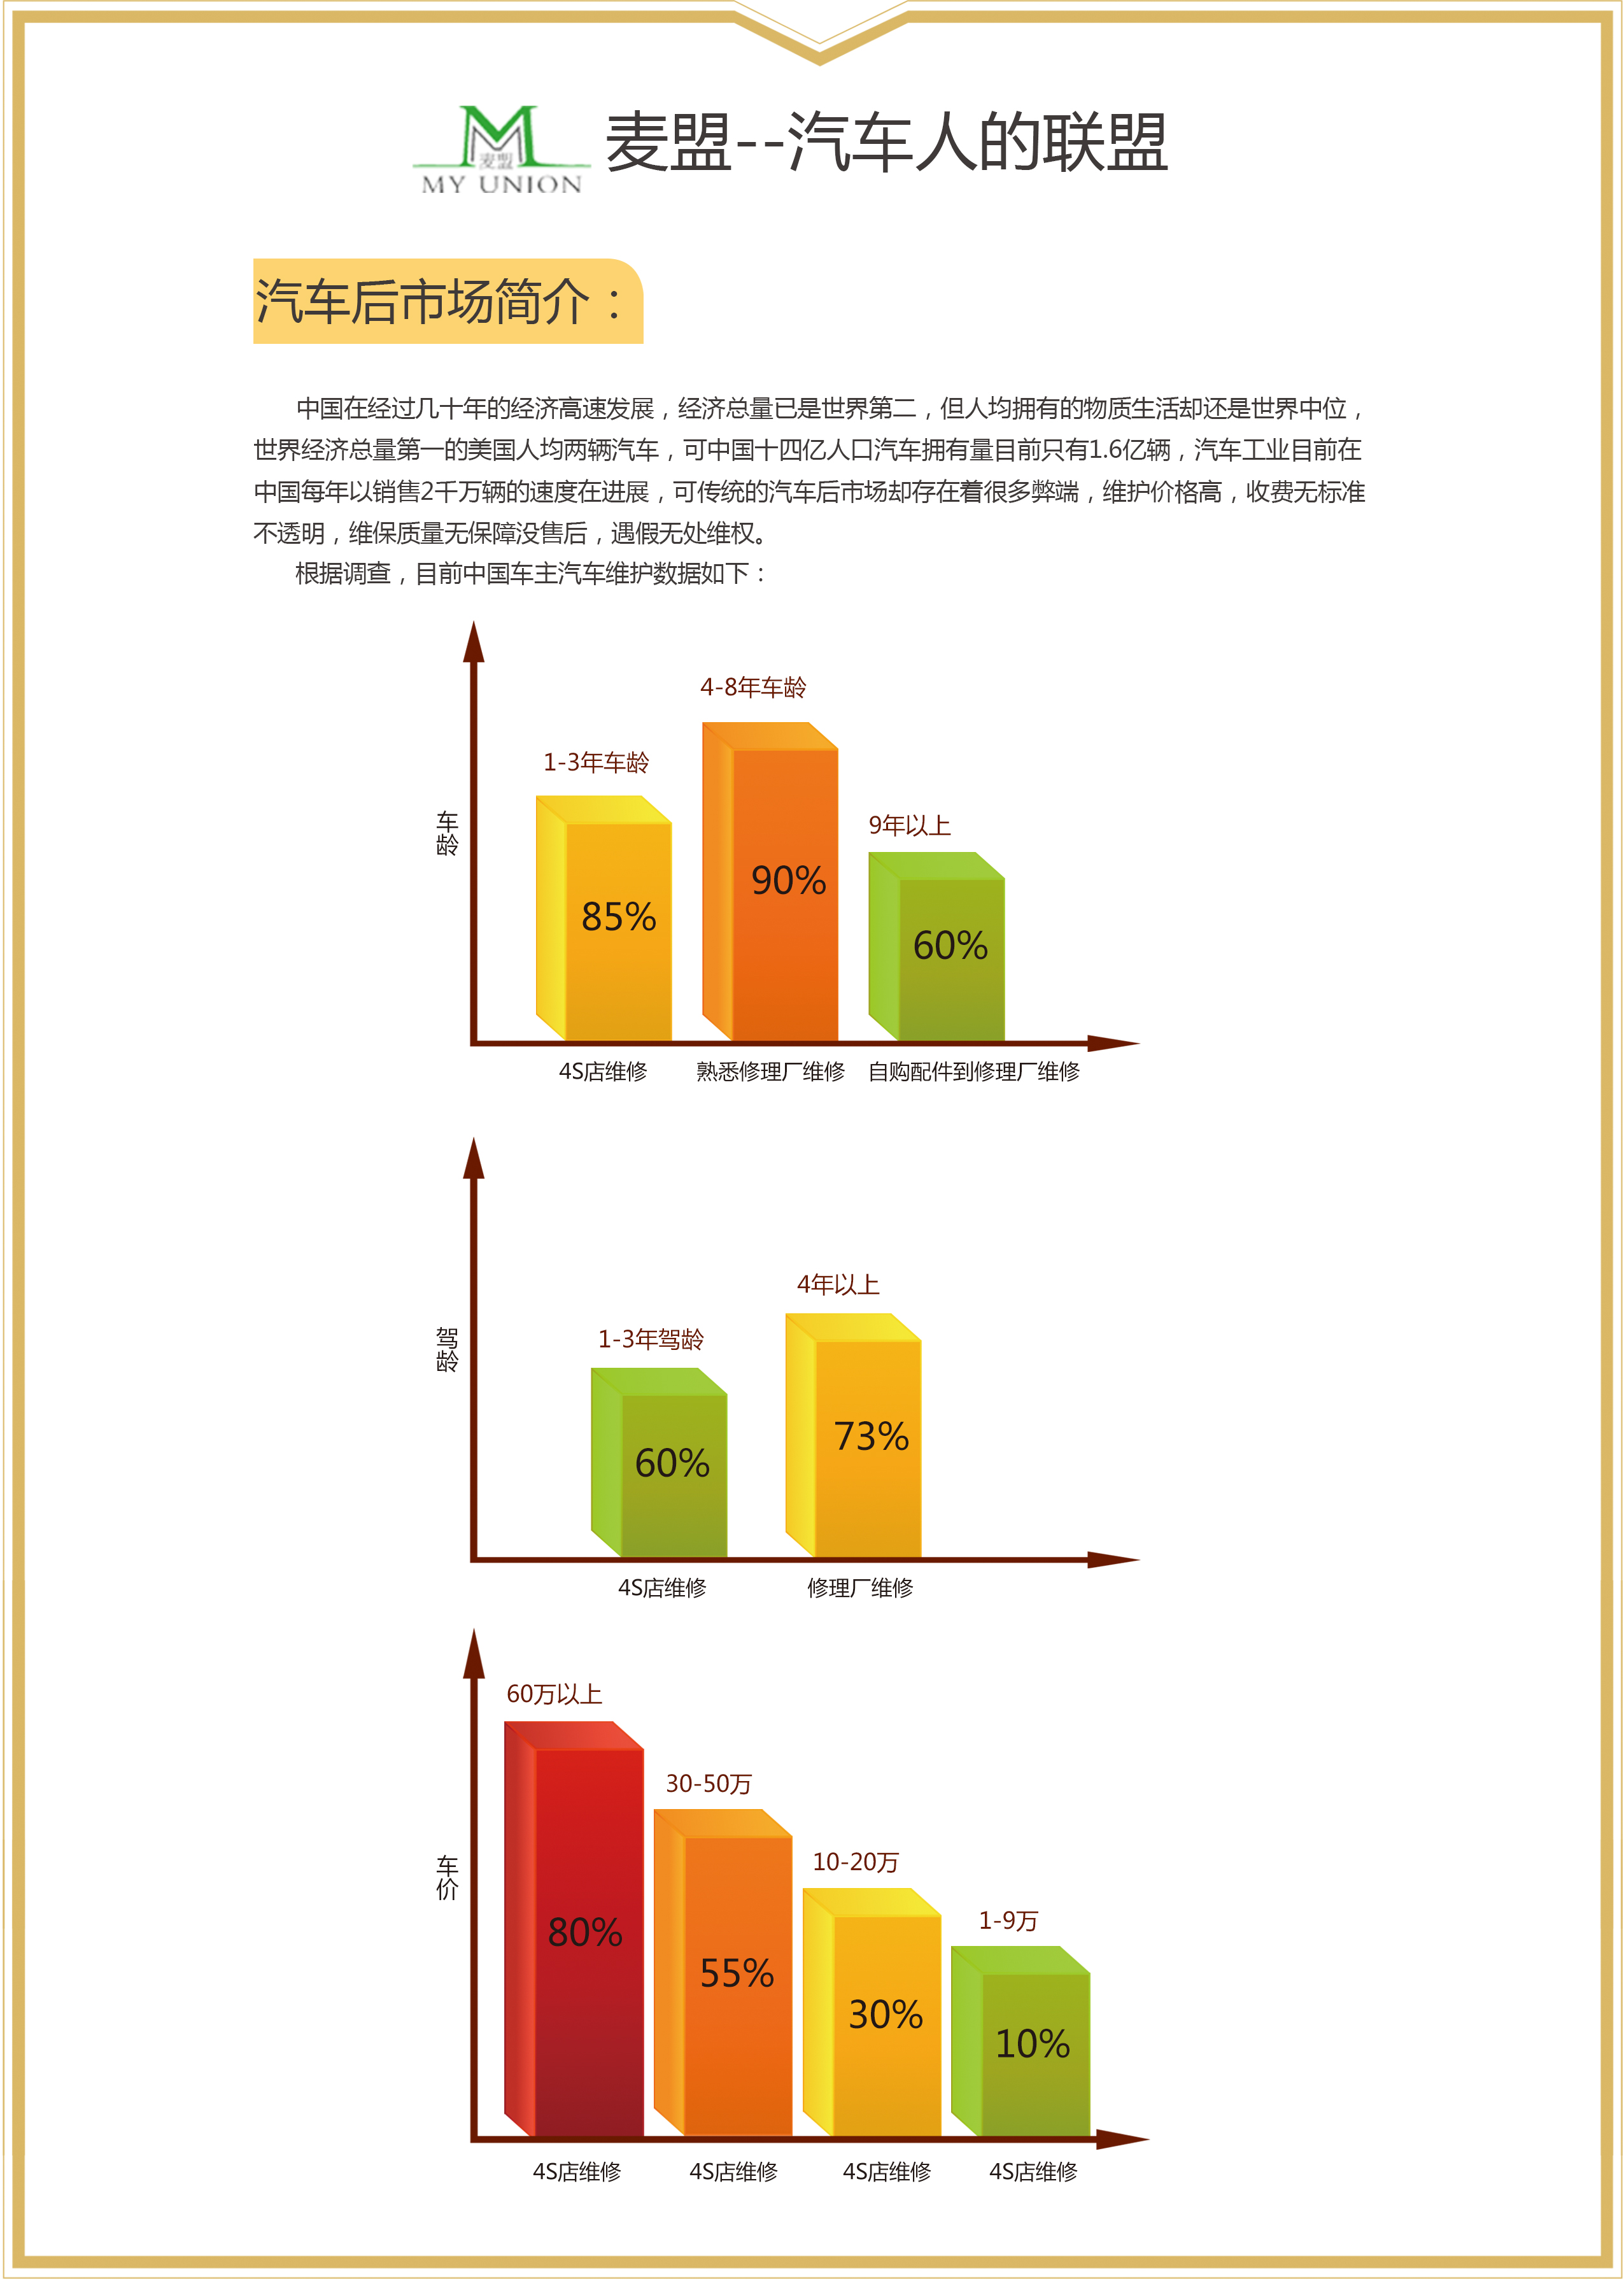 麦盟
MY UNION
麦盟--汽车人的联盟
汽车后市场简介：
中国在经过几十年的经济高速发展，经济总量已是世界第二，但人均拥有的物质生活却还是世界中位，
世界经济总量第一的美国人均两辆汽车，可中国十四亿人口汽车拥有量目前只有1.6亿辆，汽车工业目前在
中国每年以销售2千万辆的速度在进展，可传统的汽车后市场却存在着很多弊端，维护价格高，收费无标准
不透明，维保质量无保障没售后，遇假无处维权。
根据调查，目前中国车主汽车维护数据如下：
车龄
1-3年车龄
4-8年车龄
9年以上
85%
90%
60%
4S店维修
熟悉修理厂维修
自购配件到修理厂维修
驾龄
1-3年驾龄
4年以上
60%
73%
4S店维修
修理厂维修
车价
60万以上
30-50万
10-20万
1-9万
80%
55%
30%
10%
4S店维修
4S店维修
4S店维修
4S店维修